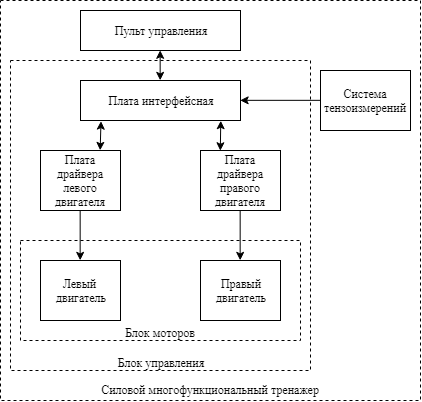 Пульт управления
Плата интерфейсная
Система
тензоизмерений
Плата
драйвера
левого
двигателя
Плата
драйвера
правого
двигателя
Левый
двигатель
Правый
двигатель
Блок моторов
Блок управления
Силовой многофункциональный тренажер